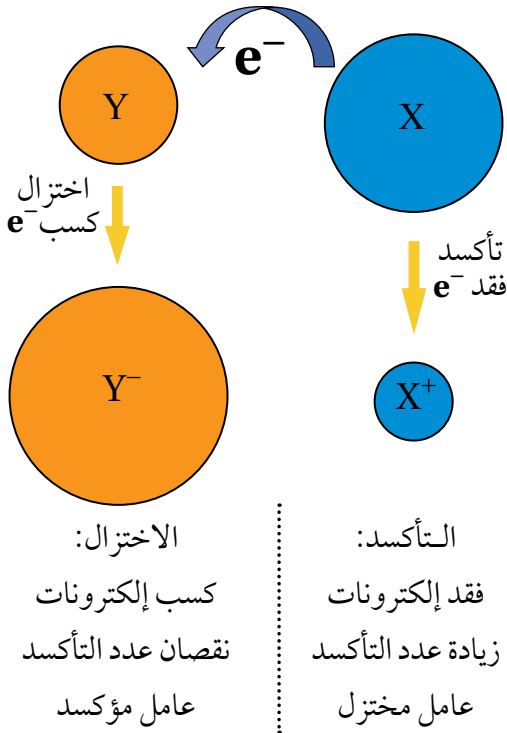 e⁻
X
Y
تأكسد
فقد e⁻
اختزال
كسب e⁻
X⁺
Y⁻
التأكسد:
فقد إلكترونات
زيادة عدد التأكسد
عامل مختزل
الاختزال:
كسب إلكترونات
نقصان عدد التأكسد
عامل مؤكسد